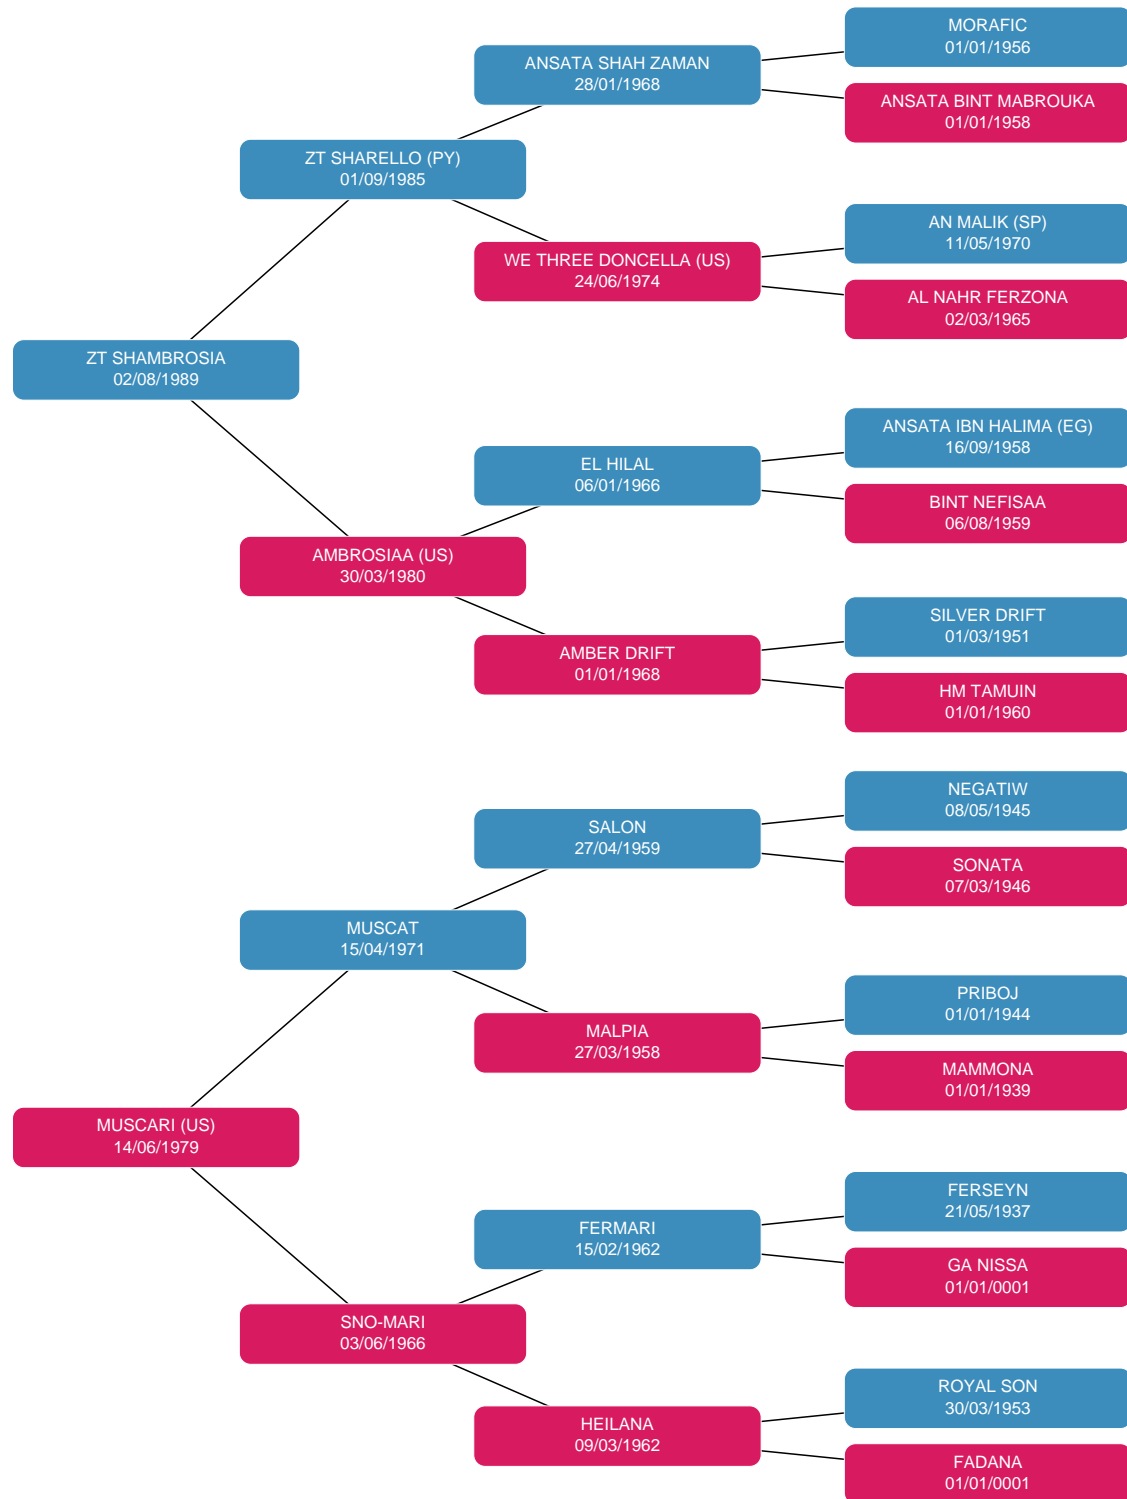 MORAFIC
01/01/1956
ANSATA SHAH ZAMAN
28/01/1968
ANSATA BINT MABROUKA
01/01/1958
ZT SHARELLO (PY)
01/09/1985
AN MALIK (SP)
11/05/1970
WE THREE DONCELLA (US)
24/06/1974
AL NAHR FERZONA
02/03/1965
ZT SHAMBROSIA
02/08/1989
ANSATA IBN HALIMA (EG)
16/09/1958
EL HILAL
06/01/1966
BINT NEFISAA
06/08/1959
AMBROSIAA (US)
30/03/1980
SILVER DRIFT
01/03/1951
AMBER DRIFT
01/01/1968
HM TAMUIN
01/01/1960
NEGATIW
08/05/1945
SALON
27/04/1959
SONATA
07/03/1946
MUSCAT
15/04/1971
PRIBOJ
01/01/1944
MALPIA
27/03/1958
MAMMONA
01/01/1939
MUSCARI (US)
14/06/1979
FERSEYN
21/05/1937
FERMARI
15/02/1962
GA NISSA
01/01/0001
SNO-MARI
03/06/1966
ROYAL SON
30/03/1953
HEILANA
09/03/1962
FADANA
01/01/0001